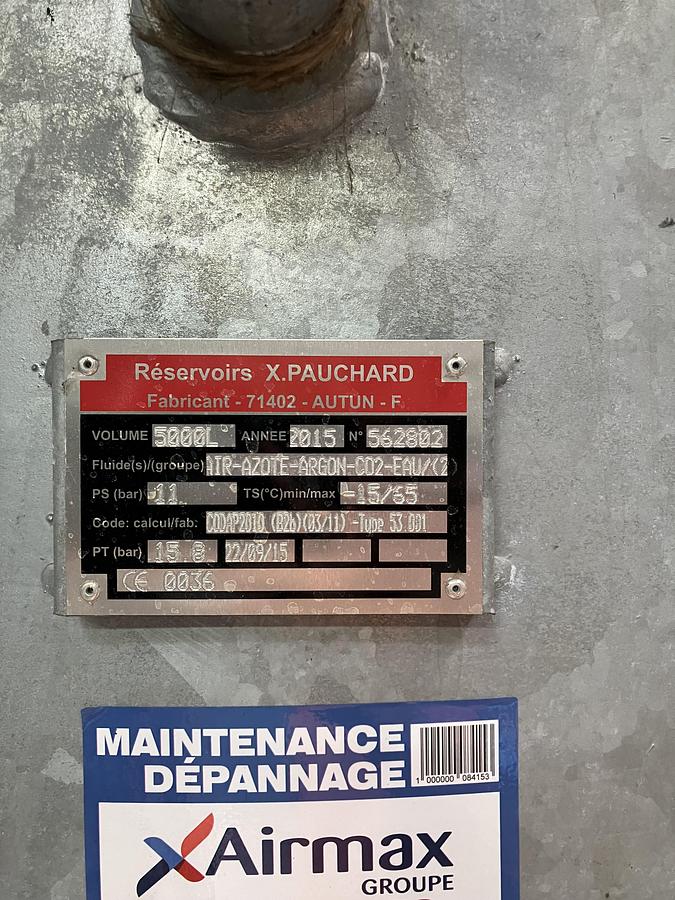 Réservoirs X.PAUCHARD
Fabricant - 71402 - AUTUN - F
VOLUME 5000L ANNEE 2015 N° 562802
Fluide(s)/(groupe) AIR-AZOTE-ARGON-CO2-EAU/(2)
PS (bar) 11 TS(°C)min/max -15/65
Code: calcul/fab. CODAP2010 (B2b)(03/11) -Type 53.001
PT (bar) 15.8 22/09/15
CE 0036
MAINTENANCE
DÉPANNAGE
1 000000 084153
Airmax
GROUPE